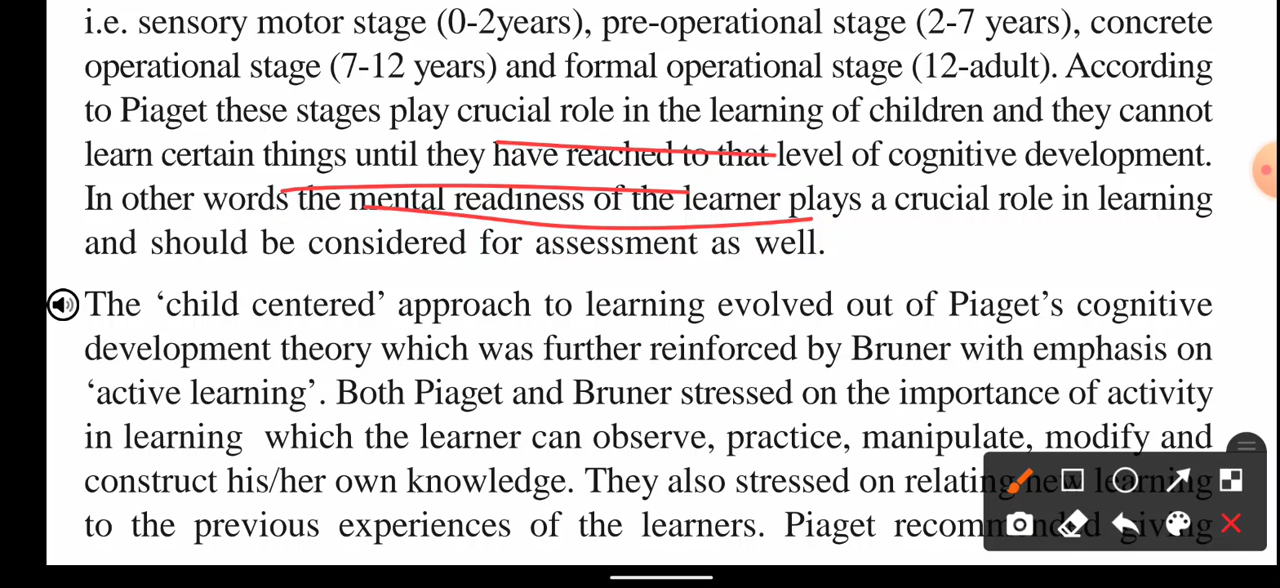 i.e. sensory motor stage (0-2years), pre-operational stage (2-7 years), concrete
operational stage (7-12 years) and formal operational stage (12-adult). According
to Piaget these stages play crucial role in the learning of children and they cannot
learn certain things until they have reached to that level of cognitive development.
In other words the mental readiness of the learner plays a crucial role in learning
and should be considered for assessment as well.
The ‘child centered’ approach to learning evolved out of Piaget’s cognitive
development theory which was further reinforced by Bruner with emphasis on
‘active learning’. Both Piaget and Bruner stressed on the importance of activity
in learning which the learner can observe, practice, manipulate, modify and
construct his/her own knowledge. They also stressed on relating new learning
to the previous experiences of the learners. Piaget recommended giving